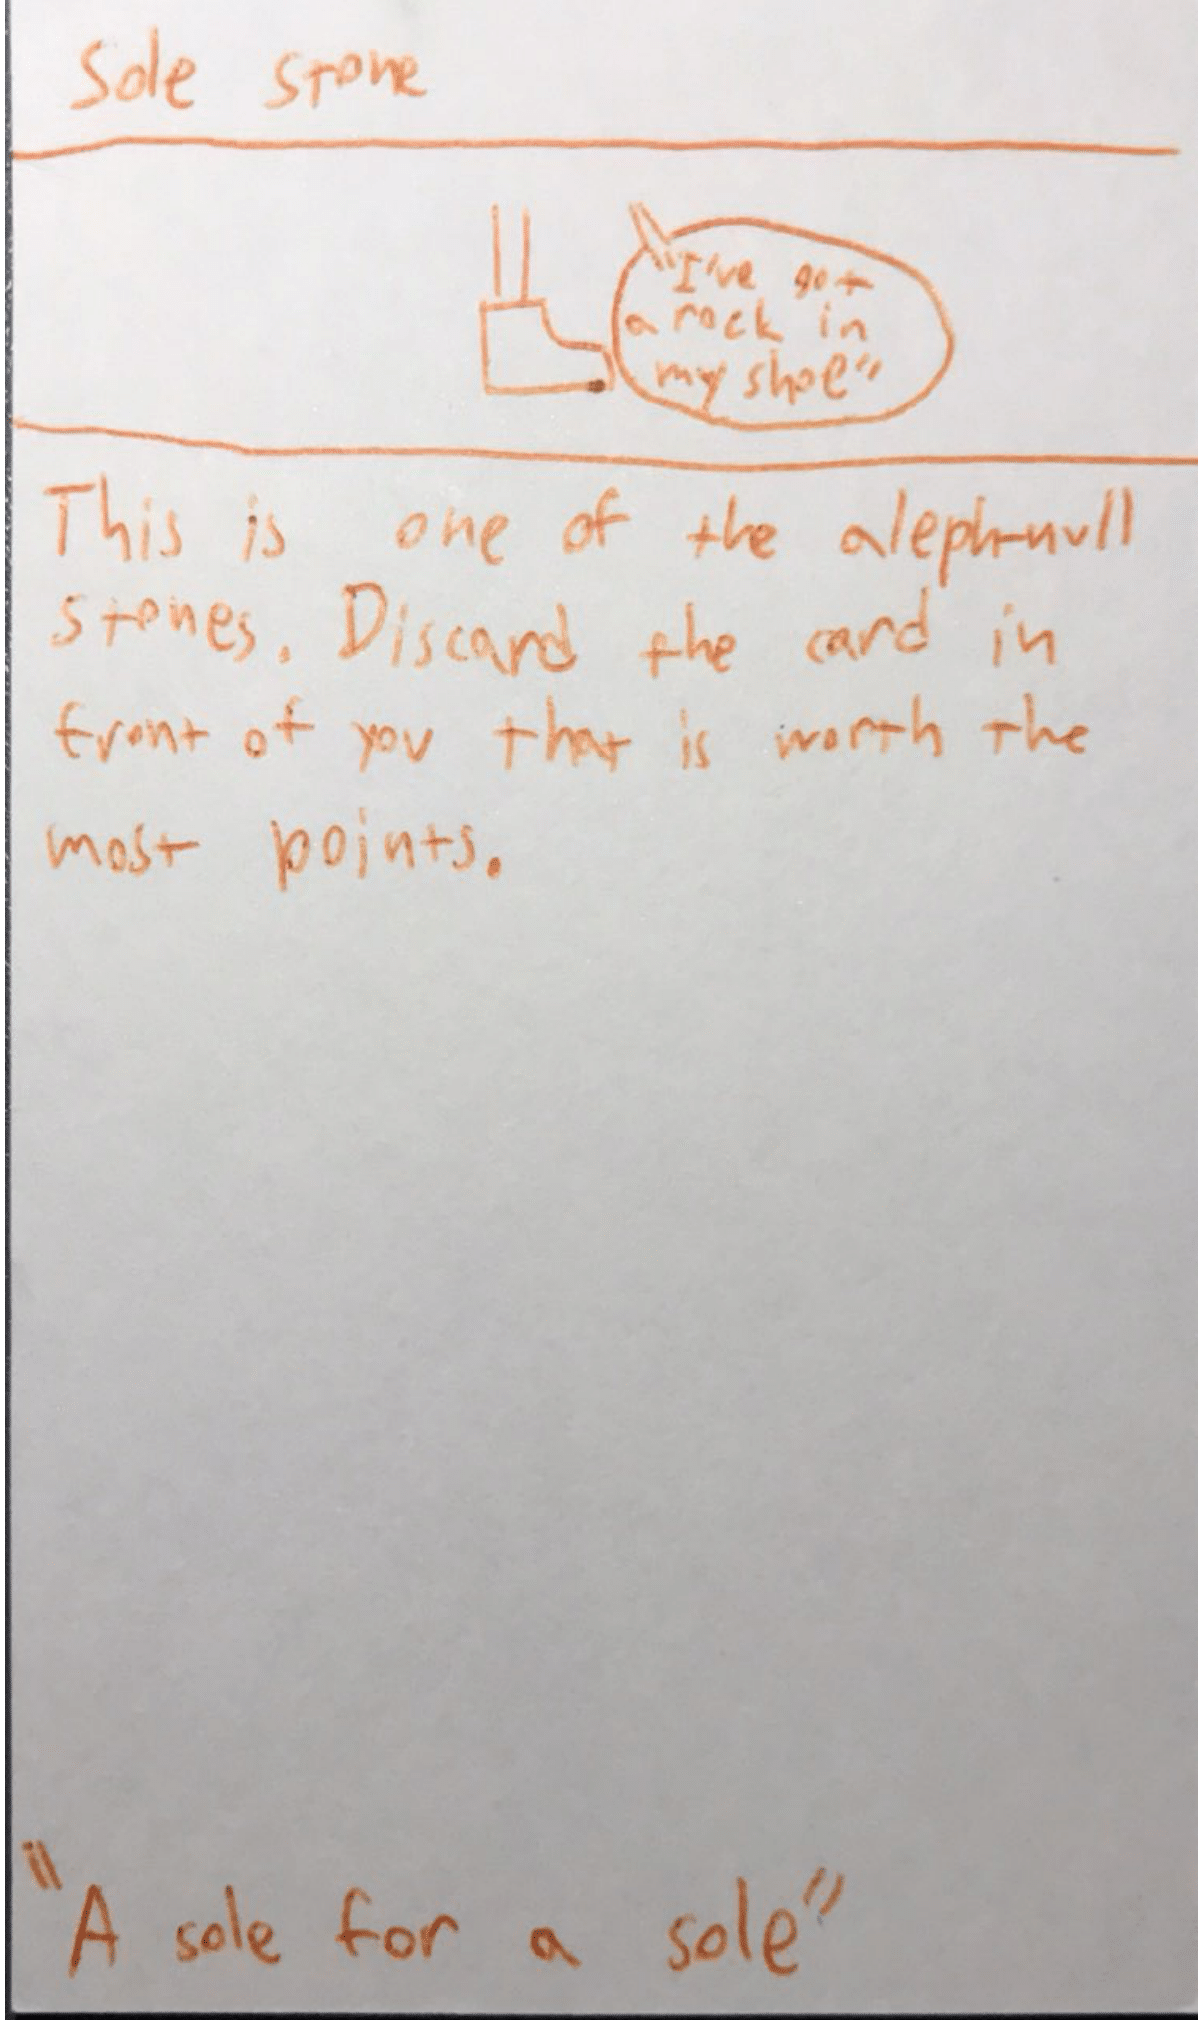 Sole stone
"I've got
a rock in
my shoe"
This is one of the aleph-null
stones. Discard the card in
front of you that is worth the
most points.
"A sole for a sole"